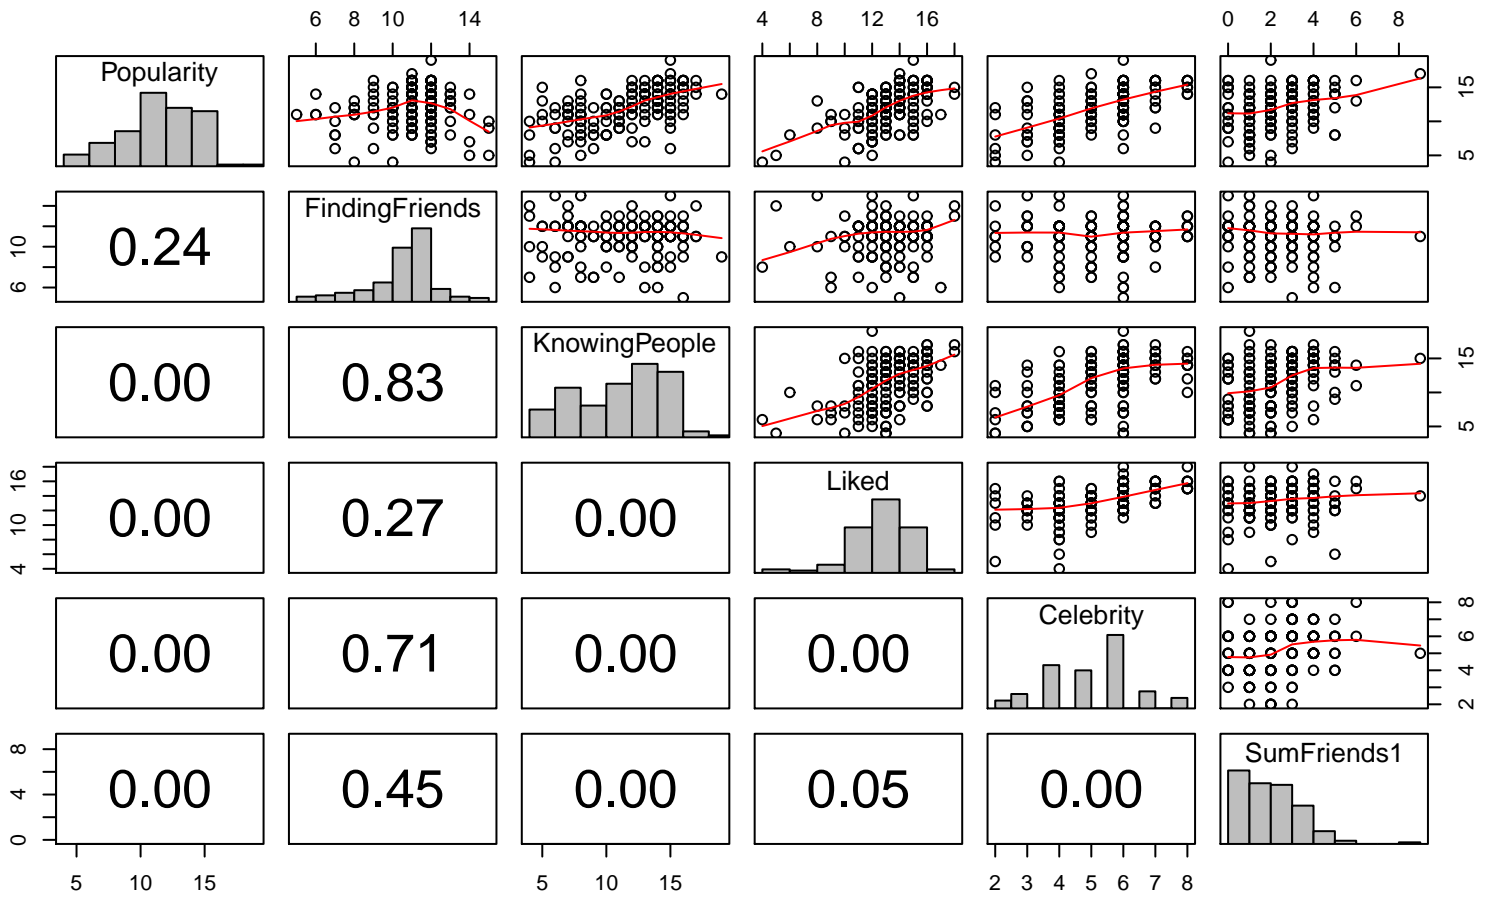 6 8 10 14 4 8 12 16 0 2 4 6 8
Popularity
5 15
0.24 FindingFriends
6 10
0.00 0.83 KnowingPeople
5 15
0.00 0.27 0.00 Liked
4 10 16
0.00 0.71 0.00 0.00 Celebrity
2 4 6 8
0.00 0.45 0.00 0.05 0.00 SumFriends1
0 4 8
5 10 15 5 10 15 2 3 4 5 6 7 8